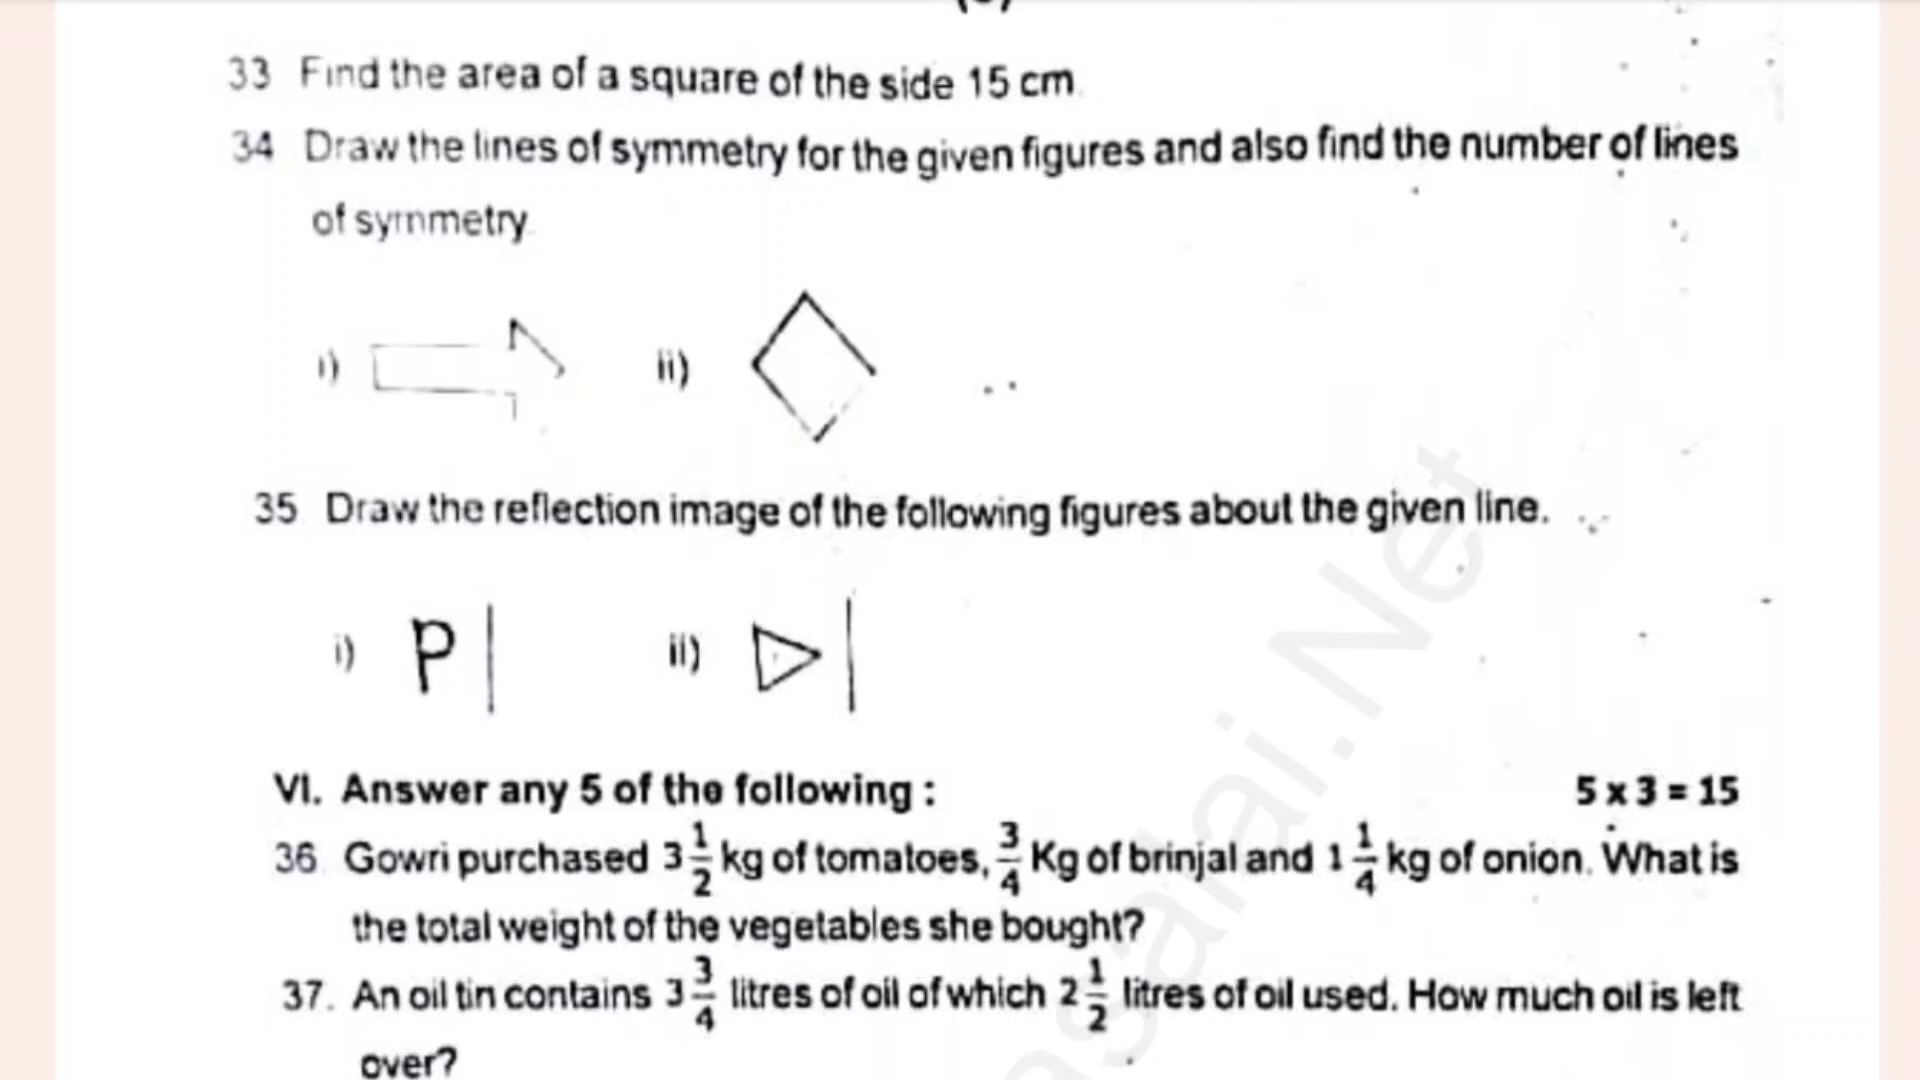 33 Find the area of a square of the side 15 cm
34 Draw the lines of symmetry for the given figures and also find the number of lines
of symmetry
i) ii)
35 Draw the reflection image of the following figures about the given line.
i) P ii)
VI. Answer any 5 of the following : 5 x 3 = 15
36. Gowri purchased 3 1/2 kg of tomatoes, 3/4 Kg of brinjal and 1 1/4 kg of onion. What is
the total weight of the vegetables she bought?
37. An oil tin contains 3 3/4 litres of oil of which 2 1/2 litres of oil used. How much oil is left
over?